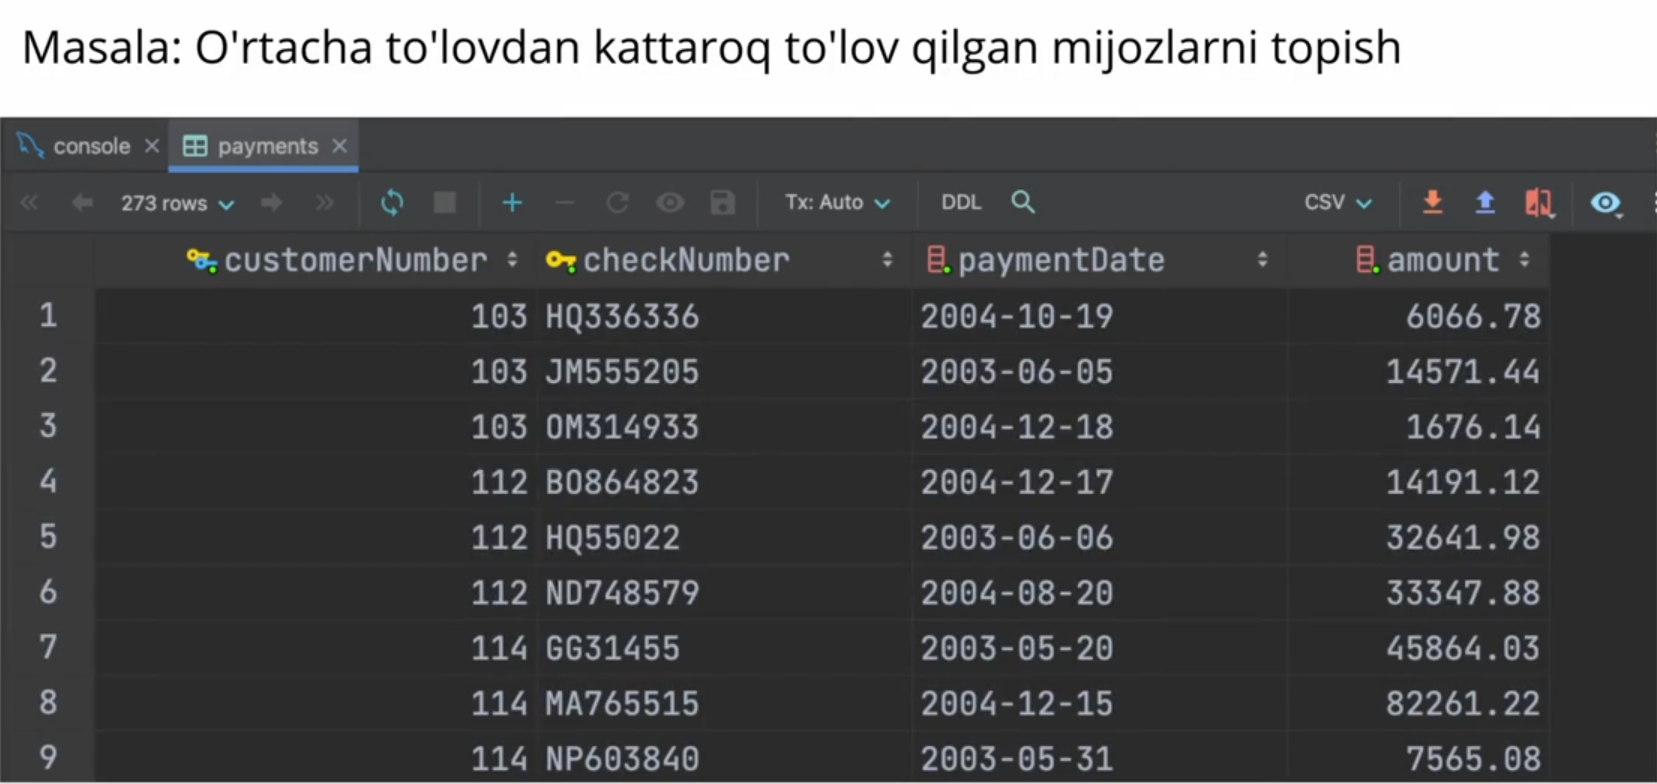 Masala: O'rtacha to'lovdan kattaroq to'lov qilgan mijozlarni topish
console payments
273 rows Tx: Auto DDL CSV
customerNumber checkNumber paymentDate amount
1 103 HQ336336 2004-10-19 6066.78
2 103 JM555205 2003-06-05 14571.44
3 103 OM314933 2004-12-18 1676.14
4 112 BO864823 2004-12-17 14191.12
5 112 HQ55022 2003-06-06 32641.98
6 112 ND748579 2004-08-20 33347.88
7 114 GG31455 2003-05-20 45864.03
8 114 MA765515 2004-12-15 82261.22
9 114 NP603840 2003-05-31 7565.08